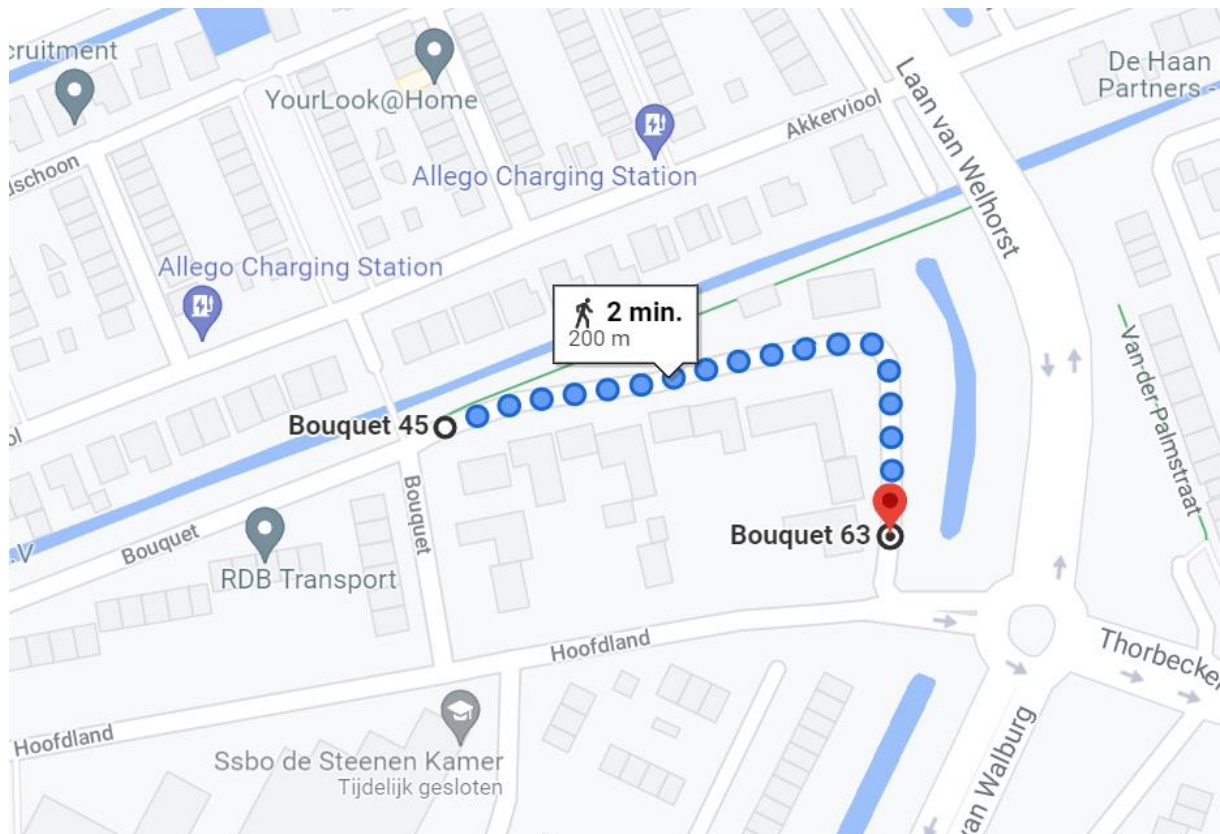 cruitment
YourLook@Home
Allego Charging Station
Akkerviool
Laan van Welhorst
De Haan
Partners -
schoon
Allego Charging Station
2 min.
200 m
Bouquet 45
Bouquet 63
Van der Palmstraat
ol
.V
Bouquet
Bouquet
RDB Transport
Hoofdland
Thorbecke
Hoofdland
Ssbo de Steenen Kamer
Tijdelijk gesloten
van Walburg